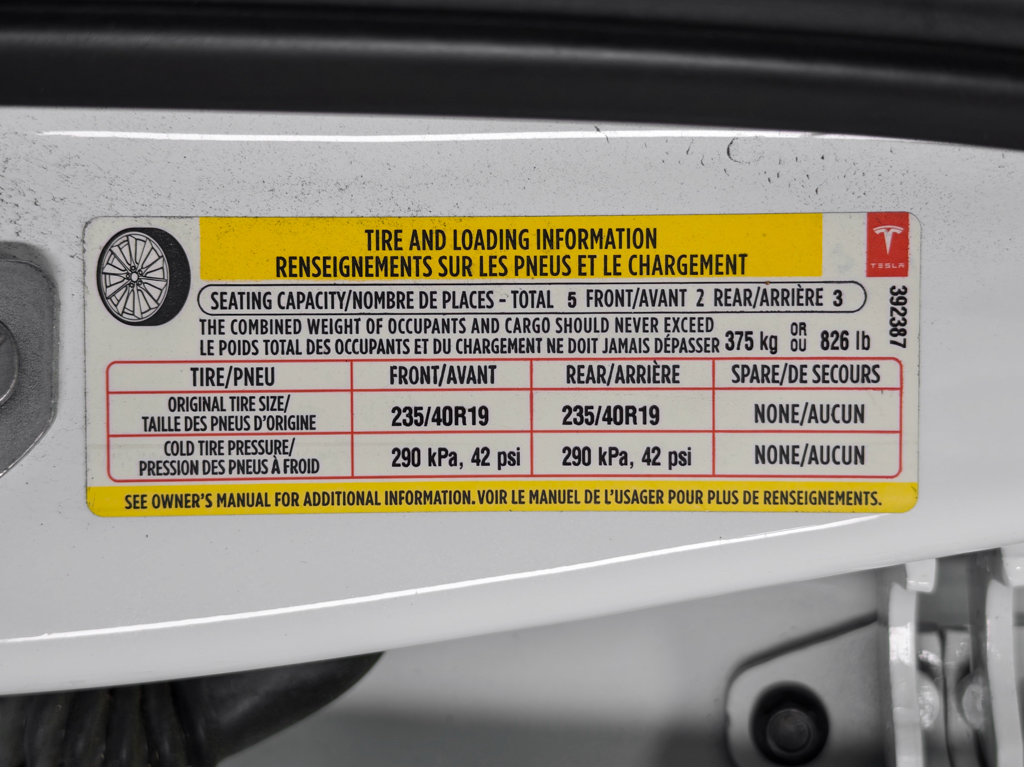 TIRE AND LOADING INFORMATION
RENSEIGNEMENTS SUR LES PNEUS ET LE CHARGEMENT
TESLA
SEATING CAPACITY/NOMBRE DE PLACES - TOTAL 5 FRONT/AVANT 2 REAR/ARRIÈRE 3
392387
THE COMBINED WEIGHT OF OCCUPANTS AND CARGO SHOULD NEVER EXCEED
LE POIDS TOTAL DES OCCUPANTS ET DU CHARGEMENT NE DOIT JAMAIS DÉPASSER 375 kg OR OU 826 lb
TIRE/PNEU FRONT/AVANT REAR/ARRIÈRE SPARE/DE SECOURS
ORIGINAL TIRE SIZE/
TAILLE DES PNEUS D'ORIGINE 235/40R19 235/40R19 NONE/AUCUN
COLD TIRE PRESSURE/
PRESSION DES PNEUS À FROID 290 kPa, 42 psi 290 kPa, 42 psi NONE/AUCUN
SEE OWNER'S MANUAL FOR ADDITIONAL INFORMATION. VOIR LE MANUEL DE L'USAGER POUR PLUS DE RENSEIGNEMENTS.